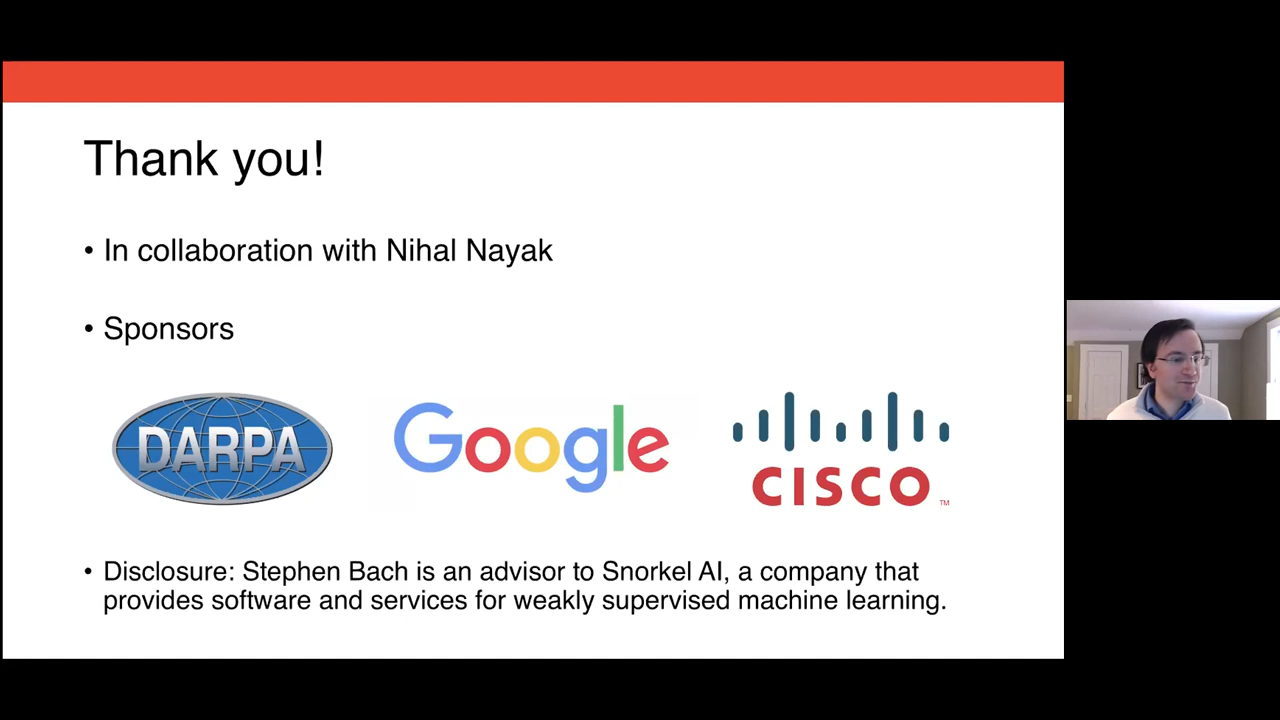 Thank you!
• In collaboration with Nihal Nayak
• Sponsors
DARPA
Google
CISCO
TM
• Disclosure: Stephen Bach is an advisor to Snorkel AI, a company that
provides software and services for weakly supervised machine learning.